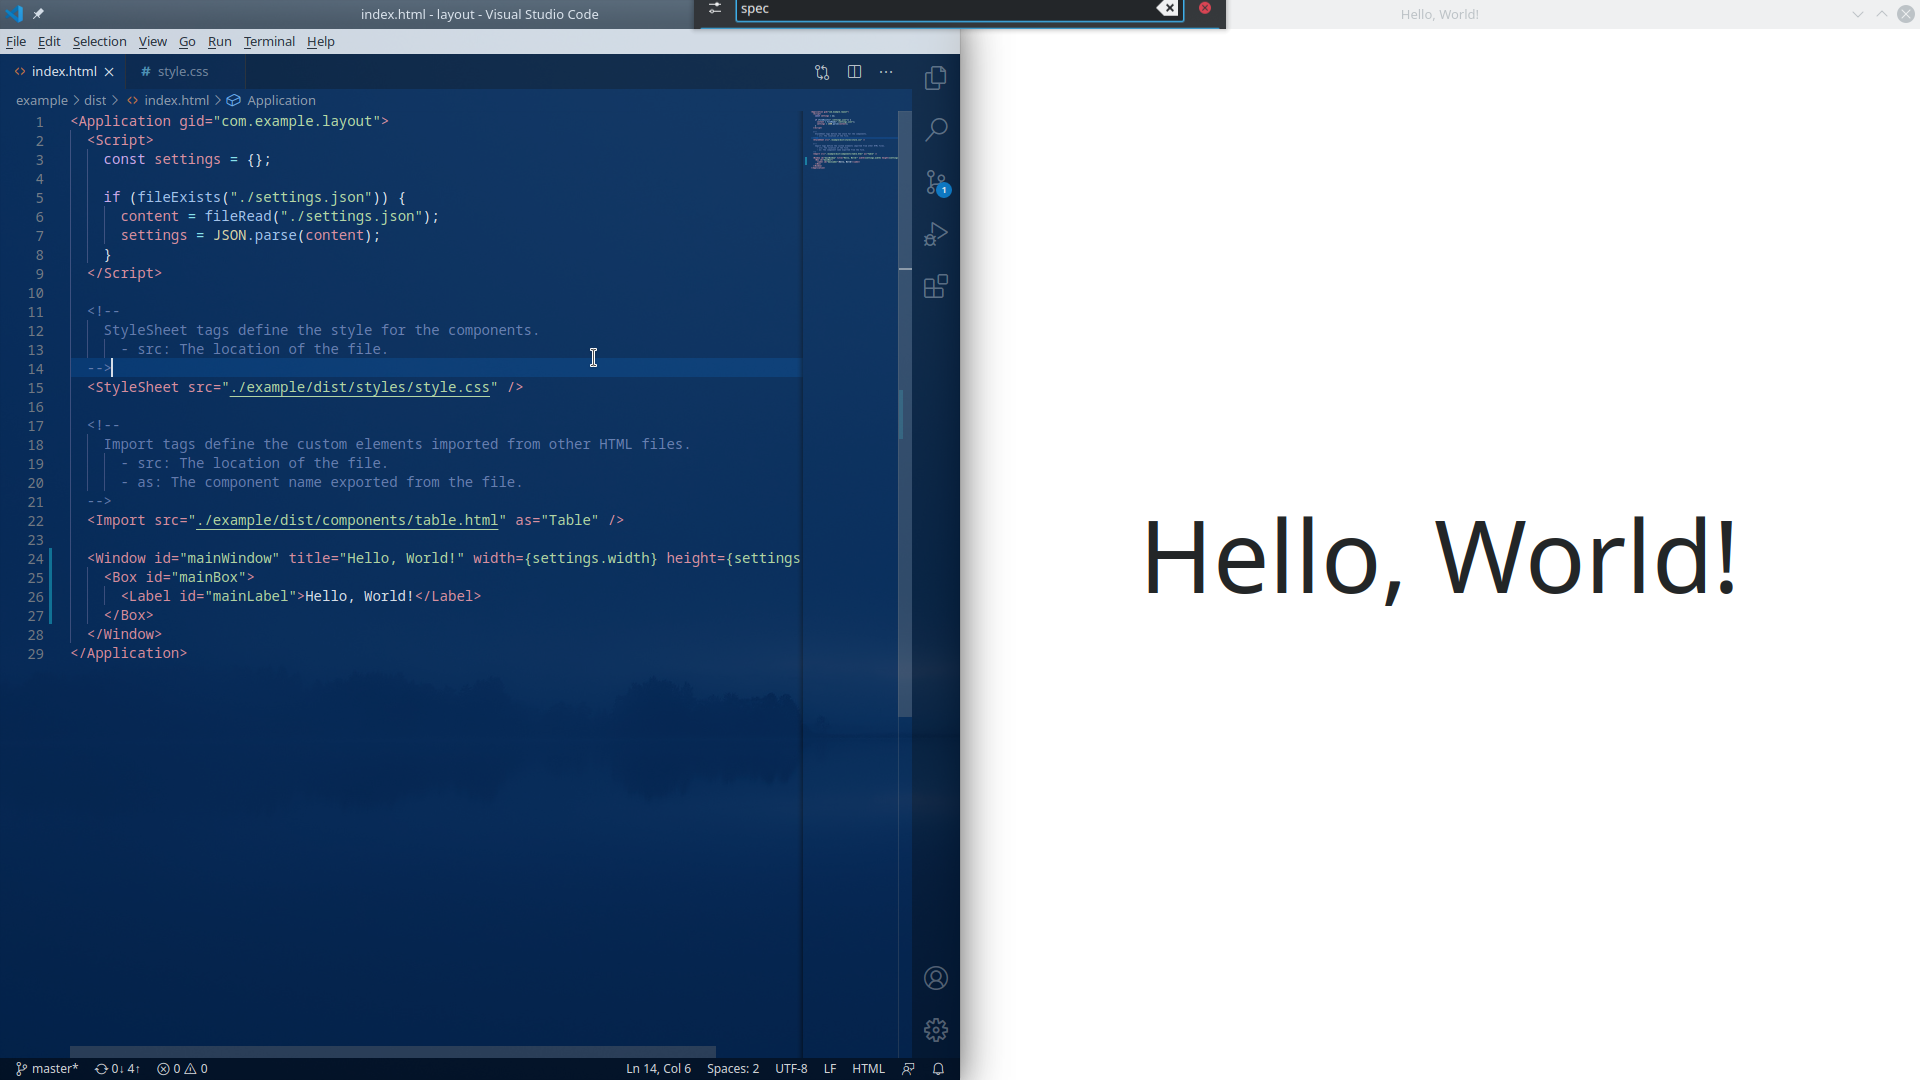 index.html - layout - Visual Studio Code
spec
Hello, World!
File Edit Selection View Go Run Terminal Help
index.html
# style.css
example > dist > index.html > Application
1 <Application gid="com.example.layout">
2 <Script>
3 const settings = {};
4
5 if (fileExists("./settings.json")) {
6 content = fileRead("./settings.json");
7 settings = JSON.parse(content);
8 }
9 </Script>
10
11 <!--
12 StyleSheet tags define the style for the components.
13 - src: The location of the file.
14 -->
15 <StyleSheet src="./example/dist/styles/style.css" />
16
17 <!--
18 Import tags define the custom elements imported from other HTML files.
19 - src: The location of the file.
20 - as: The component name exported from the file.
21 -->
22 <Import src="./example/dist/components/table.html" as="Table" />
23
24 <Window id="mainWindow" title="Hello, World!" width={settings.width} height={settings
25 <Box id="mainBox">
26 <Label id="mainLabel">Hello, World!</Label>
27 </Box>
28 </Window>
29 </Application>
1
Hello, World!
master* 0↓ 4↑ 0 0 Ln 14, Col 6 Spaces: 2 UTF-8 LF HTML